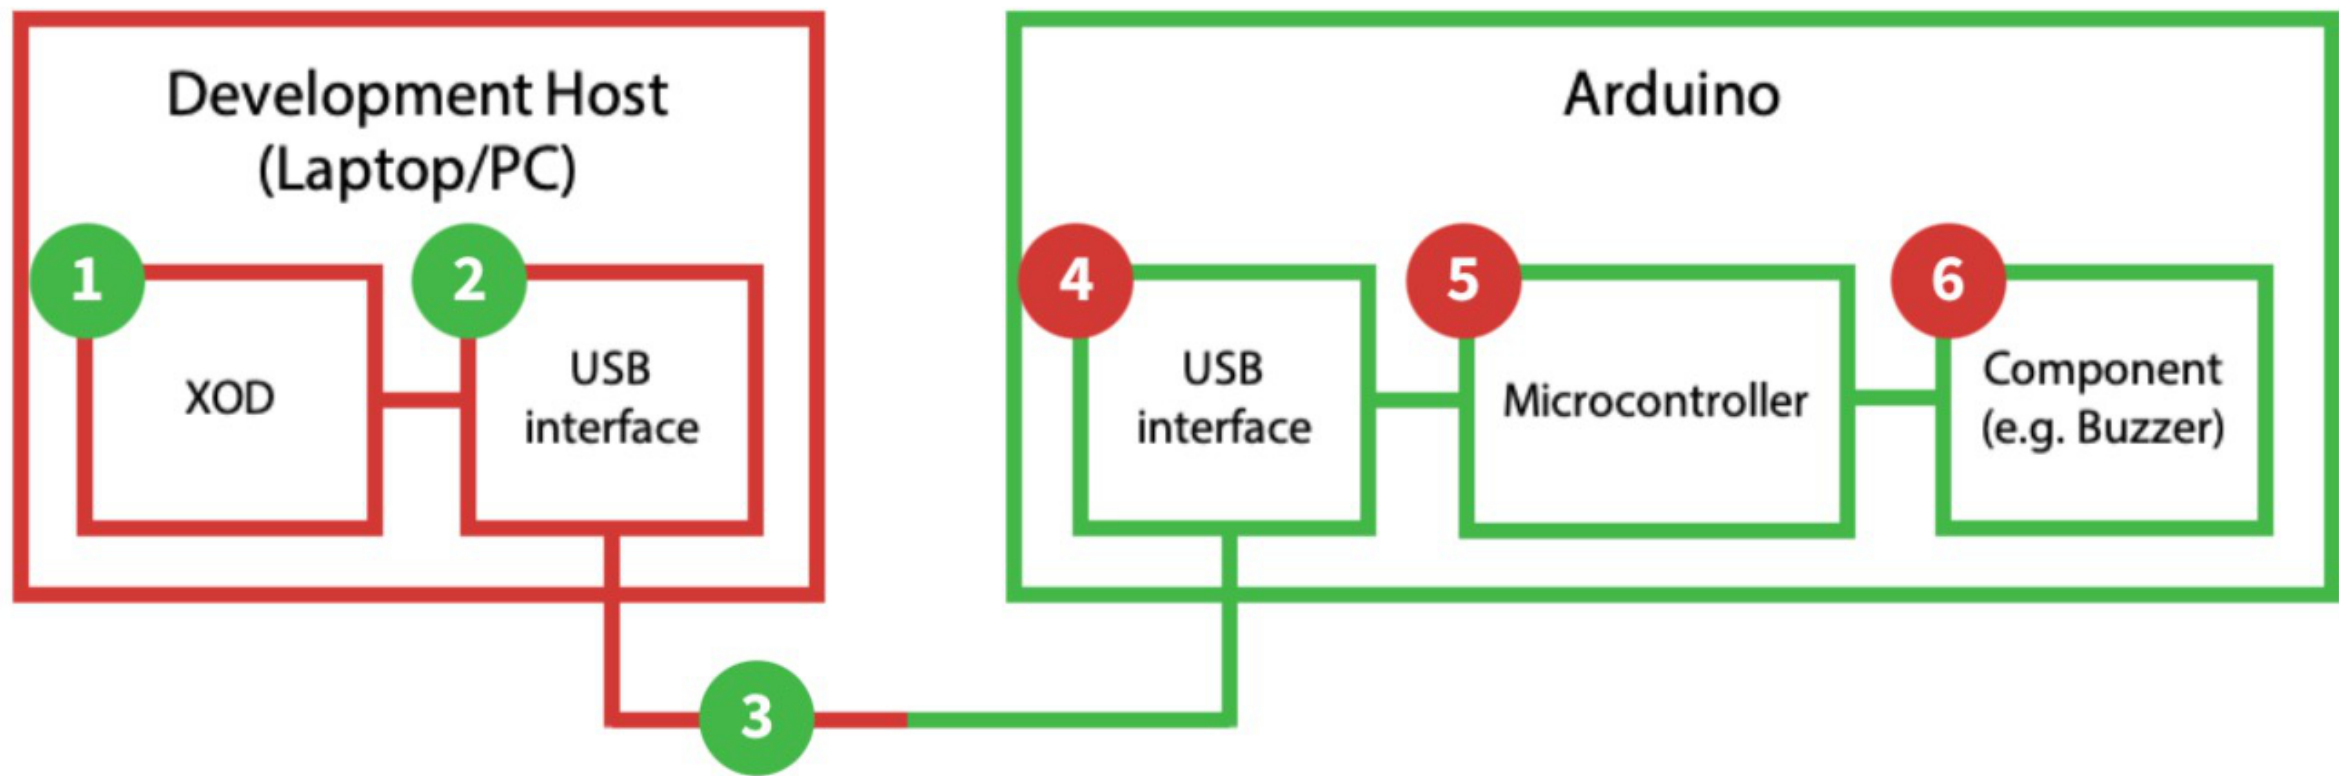 Development Host
(Laptop/PC)
1
XOD
2
USB
interface
3
Arduino
4
USB
interface
5
Microcontroller
6
Component
(e.g. Buzzer)